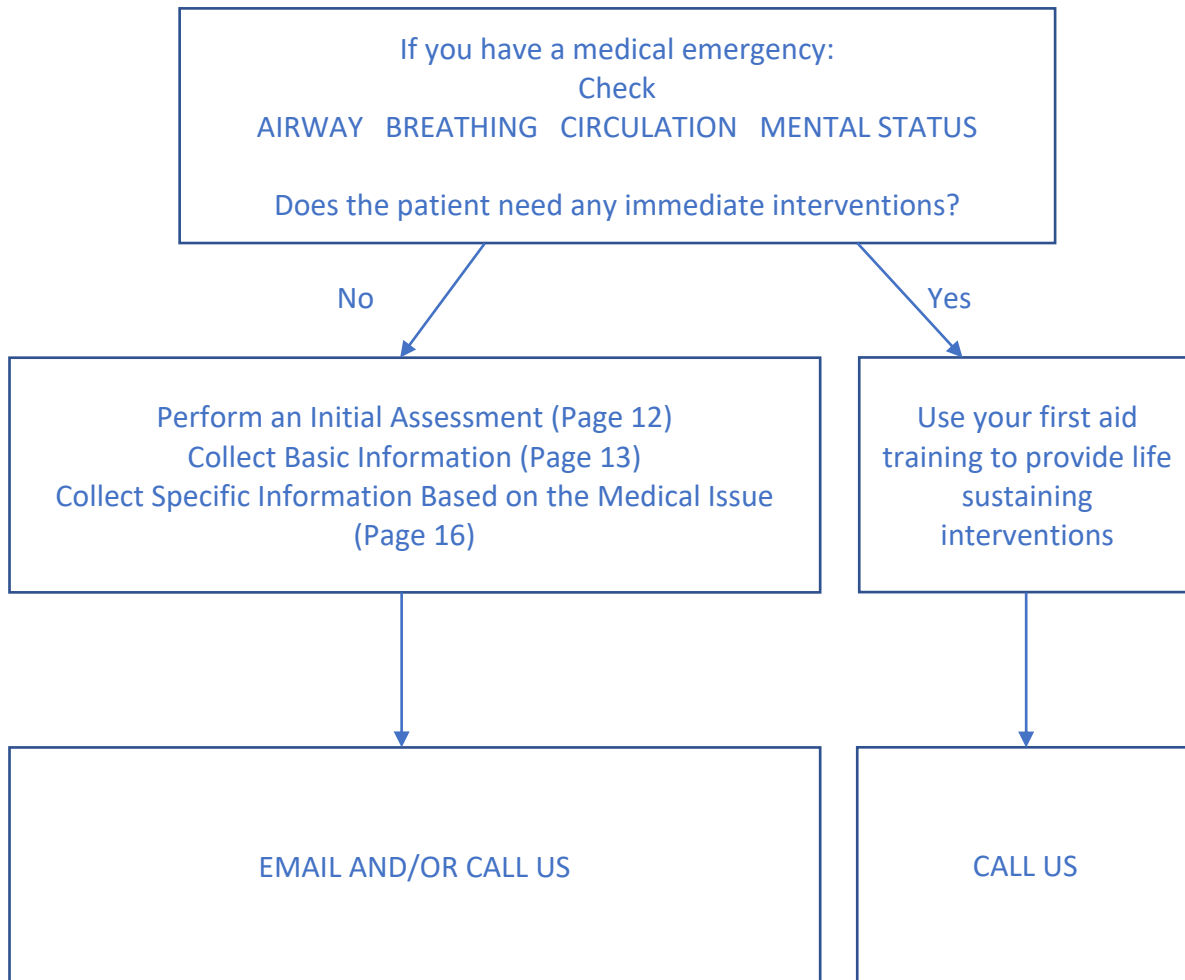 If you have a medical emergency:
Check
AIRWAY BREATHING CIRCULATION MENTAL STATUS
Does the patient need any immediate interventions?
No
Yes
Perform an Initial Assessment (Page 12)
Collect Basic Information (Page 13)
Collect Specific Information Based on the Medical Issue
(Page 16)
Use your first aid
training to provide life
sustaining
interventions
EMAIL AND/OR CALL US
CALL US